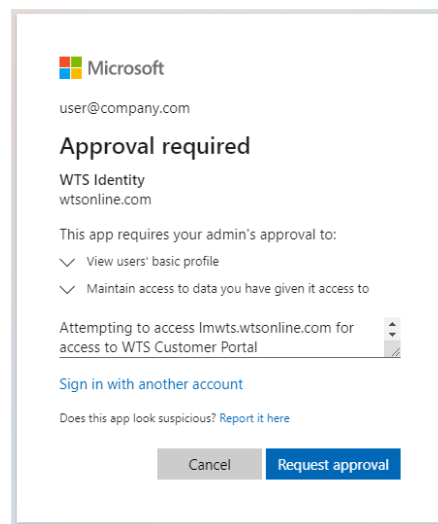 Microsoft
user@company.com
Approval required
WTS Identity
wtsonline.com
This app requires your admin's approval to:
View users' basic profile
Maintain access to data you have given it access to
Attempting to access lmwts.wtsonline.com for
access to WTS Customer Portal
Sign in with another account
Does this app look suspicious? Report it here
Cancel Request approval